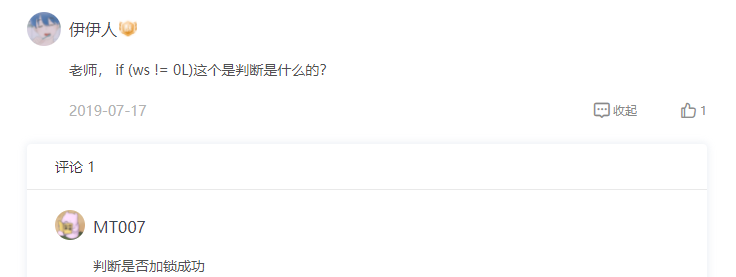 伊伊人
老师， if (ws != 0L)这个是判断是什么的?
2019-07-17 收起 1
评论 1
MT007
判断是否加锁成功